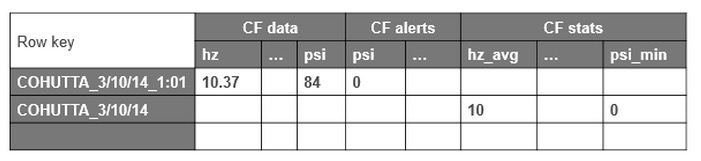 Row key CF data CF alerts CF stats
hz ... psi psi ... hz_avg ... psi_min
COHUTTA_3/10/14_1:01 10.37 84 0
COHUTTA_3/10/14 10 0